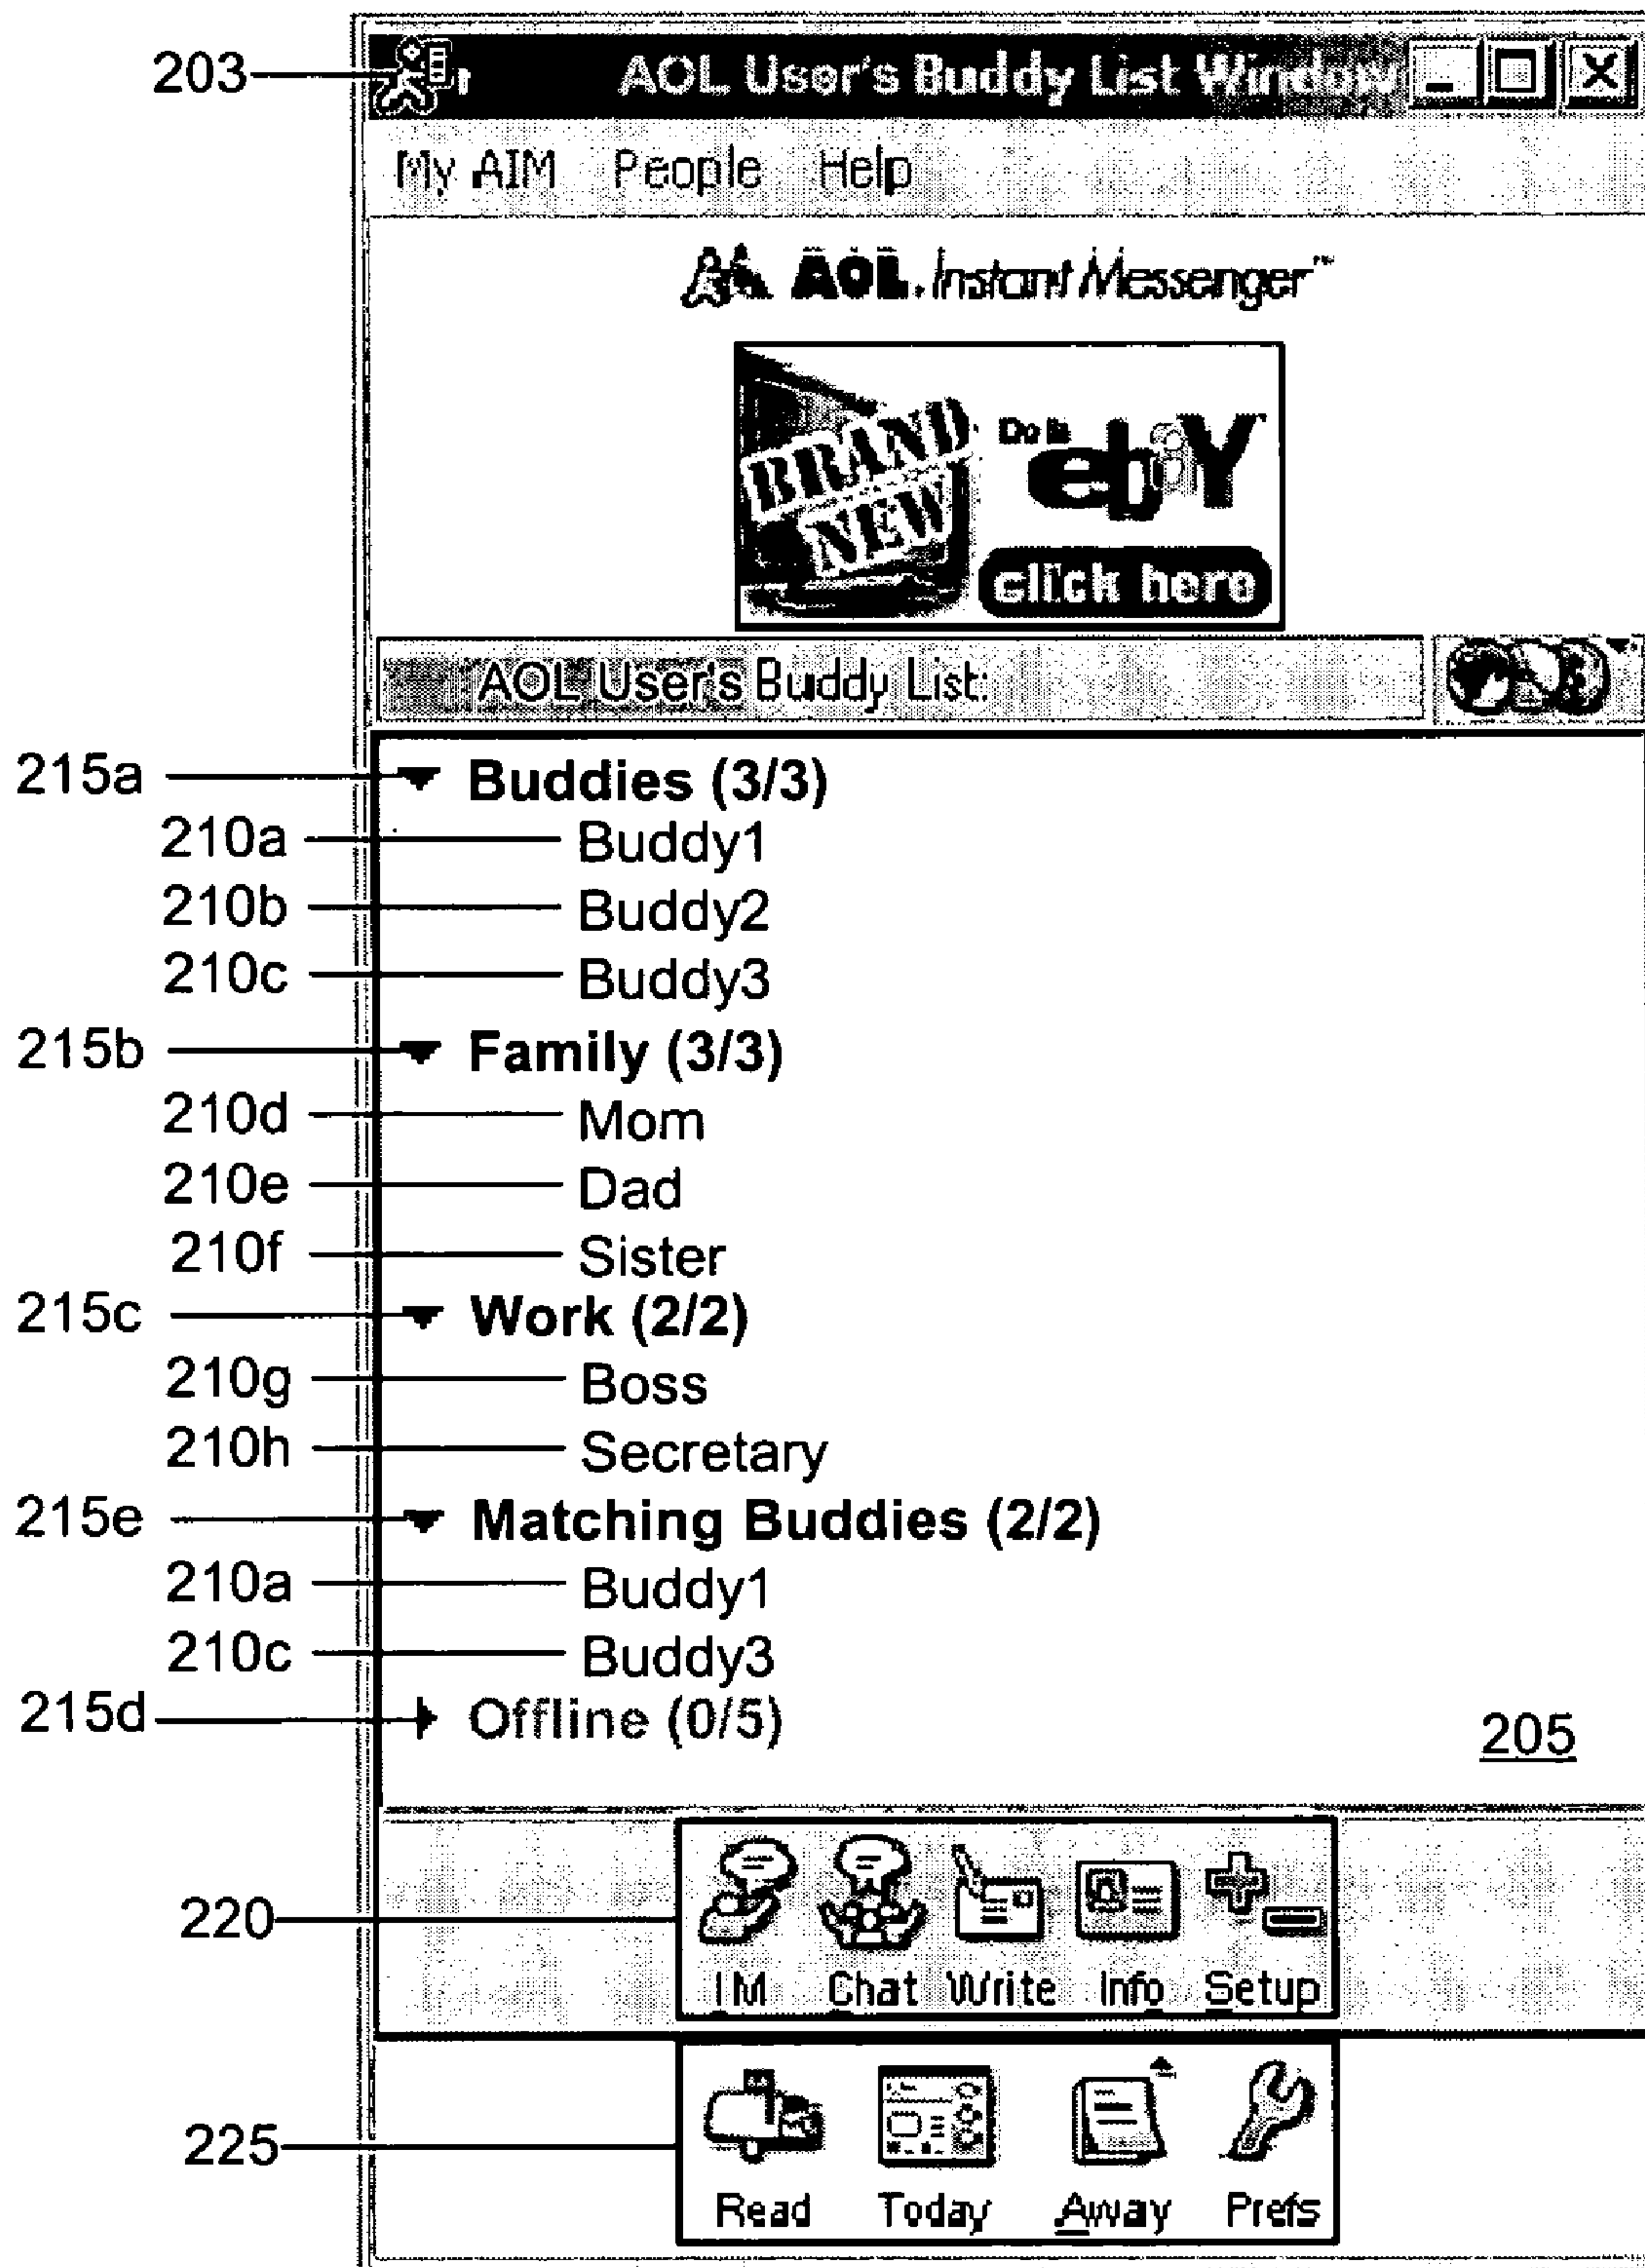 203 AOL User's Buddy List Window
My AIM People Help
AOL Instant Messenger™
BRAND NEW
Do It
ebaY
click here
AOL User's Buddy List:
215a Buddies (3/3)
210a Buddy1
210b Buddy2
210c Buddy3
215b Family (3/3)
210d Mom
210e Dad
210f Sister
215c Work (2/2)
210g Boss
210h Secretary
215e Matching Buddies (2/2)
210a Buddy1
210c Buddy3
215d Offline (0/5)
205
220 IM Chat Write Info Setup
225 Read Today Away Prefs